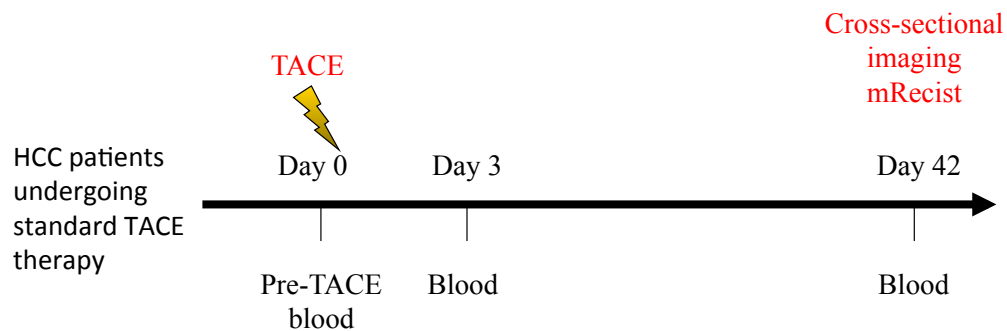 Cross-sectional
imaging
mRecist
TACE
HCC patients
undergoing
standard TACE
therapy
Day 0
Day 3
Day 42
Pre-TACE
blood
Blood
Blood